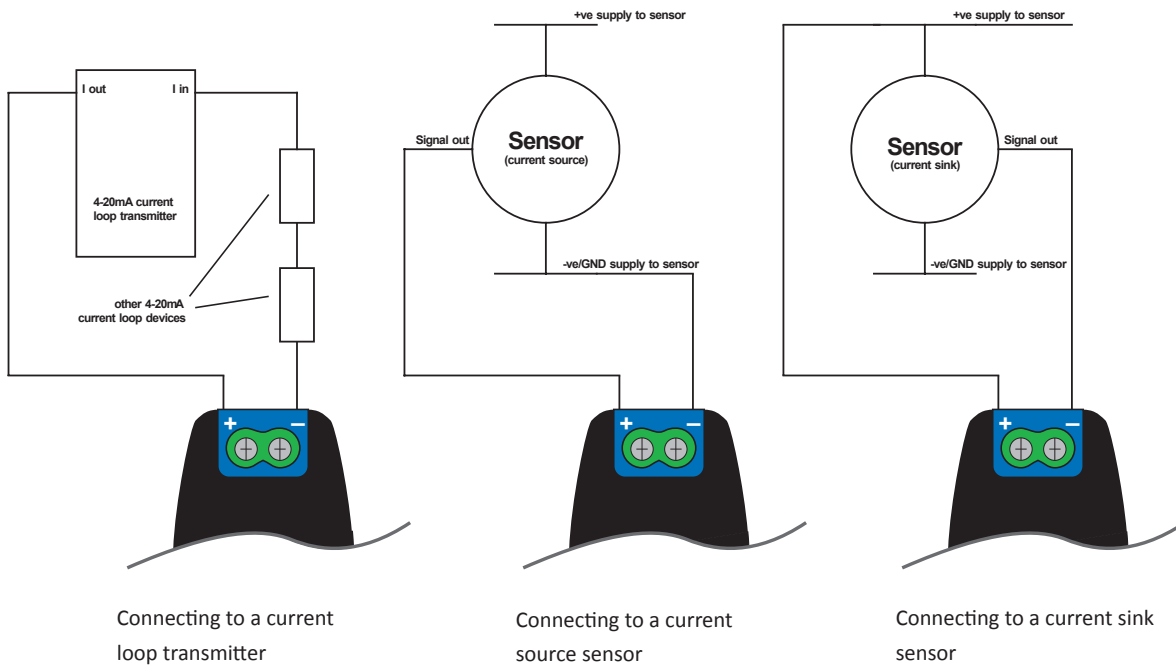 I out
I in
4-20mA current
loop transmitter
other 4-20mA
current loop devices
+
−
Connecting to a current
loop transmitter
+ve supply to sensor
Signal out
Sensor
(current source)
-ve/GND supply to sensor
+
−
Connecting to a current
source sensor
+ve supply to sensor
Sensor
(current sink)
Signal out
-ve/GND supply to sensor
+
−
Connecting to a current sink
sensor